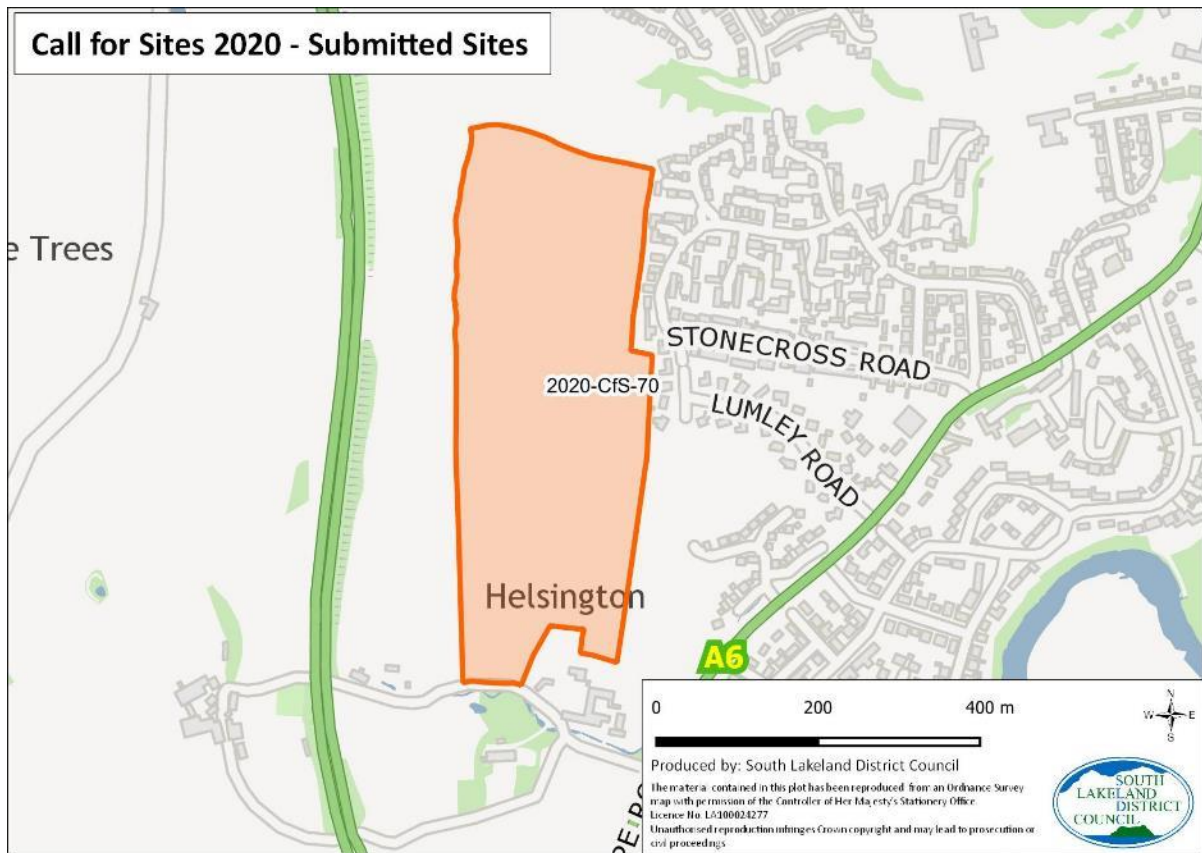 Call for Sites 2020 - Submitted Sites
e Trees
STONECROSS ROAD
2020-CfS-70
LUMLEY ROAD
Helsington
A6
0 200 400 m
N
W E
S
Produced by: South Lakeland District Council
The material contained in this plot has been reproduced from an Ordnance Survey
map with permission of the Controller of Her Majesty's Stationery Office.
Licence No. LA100024277
Unauthorised reproduction infringes Crown copyright and may lead to prosecution or
civil proceedings
SOUTH
LAKELAND
DISTRICT
COUNCIL